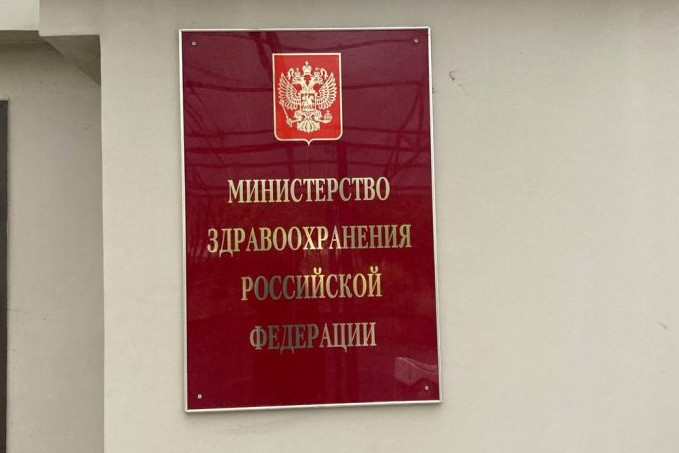 МИНИСТЕРСТВО
ЗДРАВООХРАНЕНИЯ
РОССИЙСКОЙ
ФЕДЕРАЦИИ